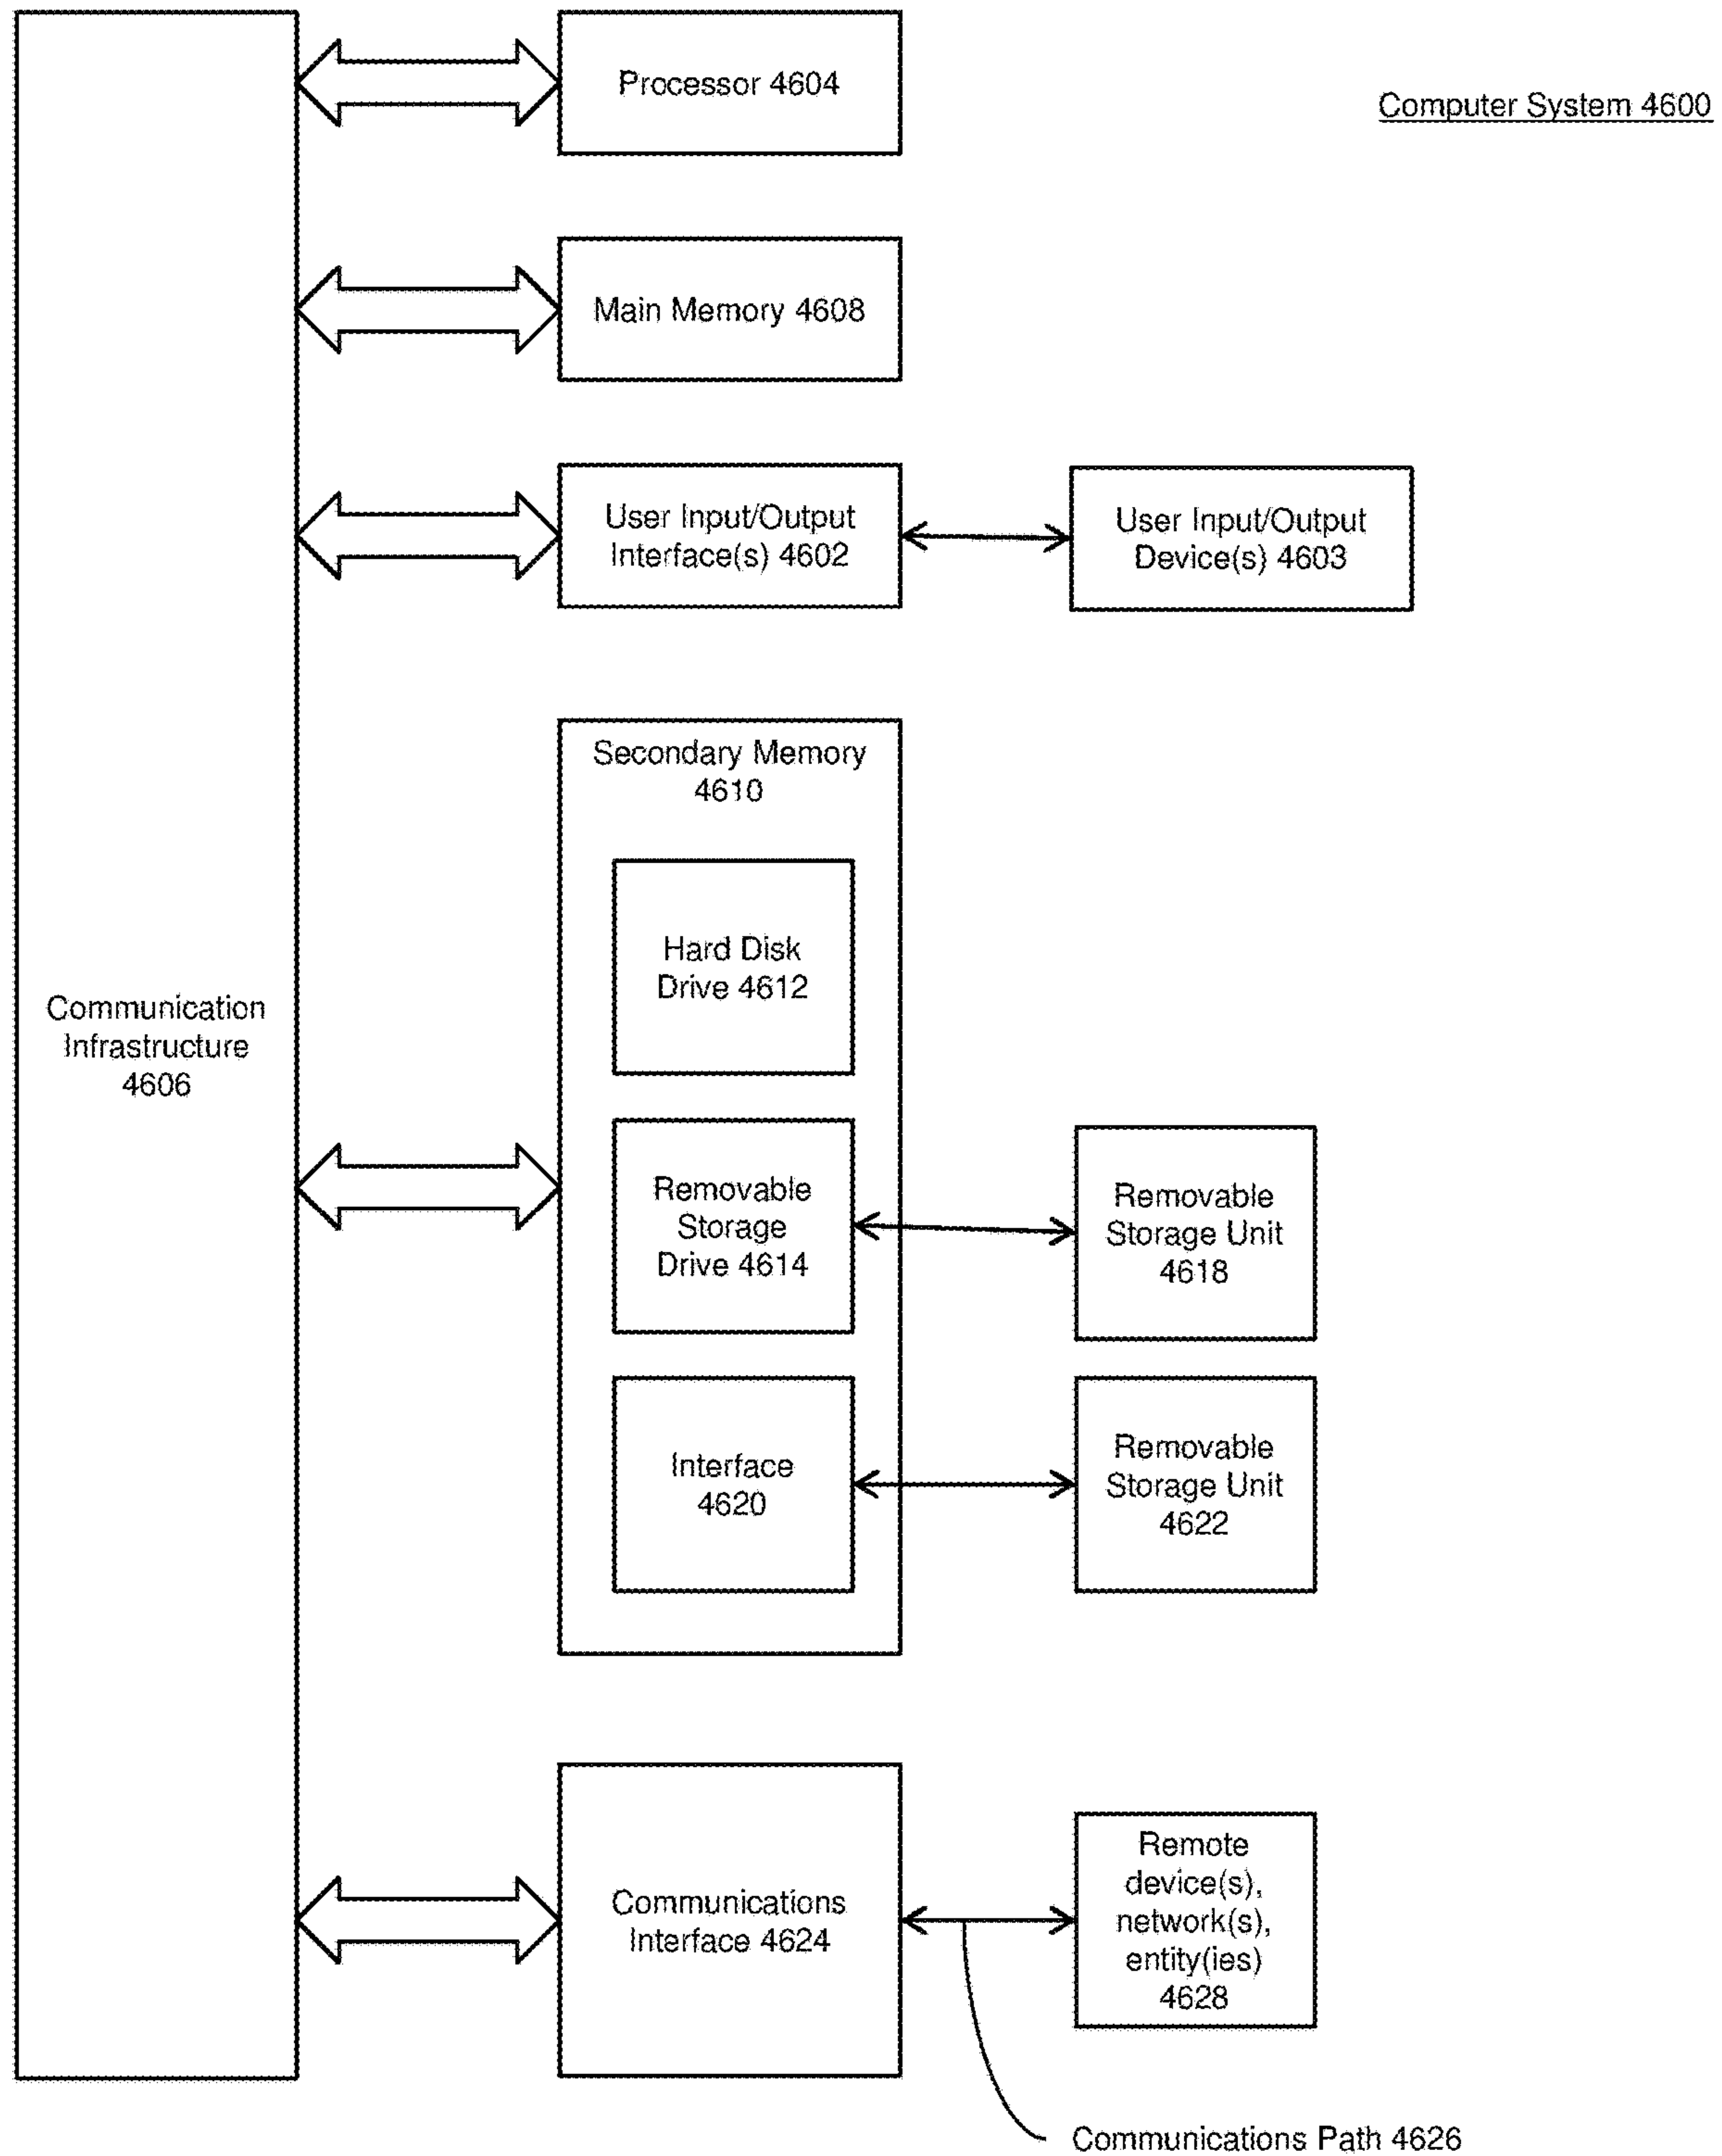 Processor 4604
Computer System 4600
Main Memory 4608
User Input/Output
Interface(s) 4602
User Input/Output
Device(s) 4603
Secondary Memory
4610
Hard Disk
Drive 4612
Communication
Infrastructure
4606
Removable
Storage
Drive 4614
Removable
Storage Unit
4618
Interface
4620
Removable
Storage Unit
4622
Communications
Interface 4624
Remote
device(s),
network(s),
entity(ies)
4628
Communications Path 4626